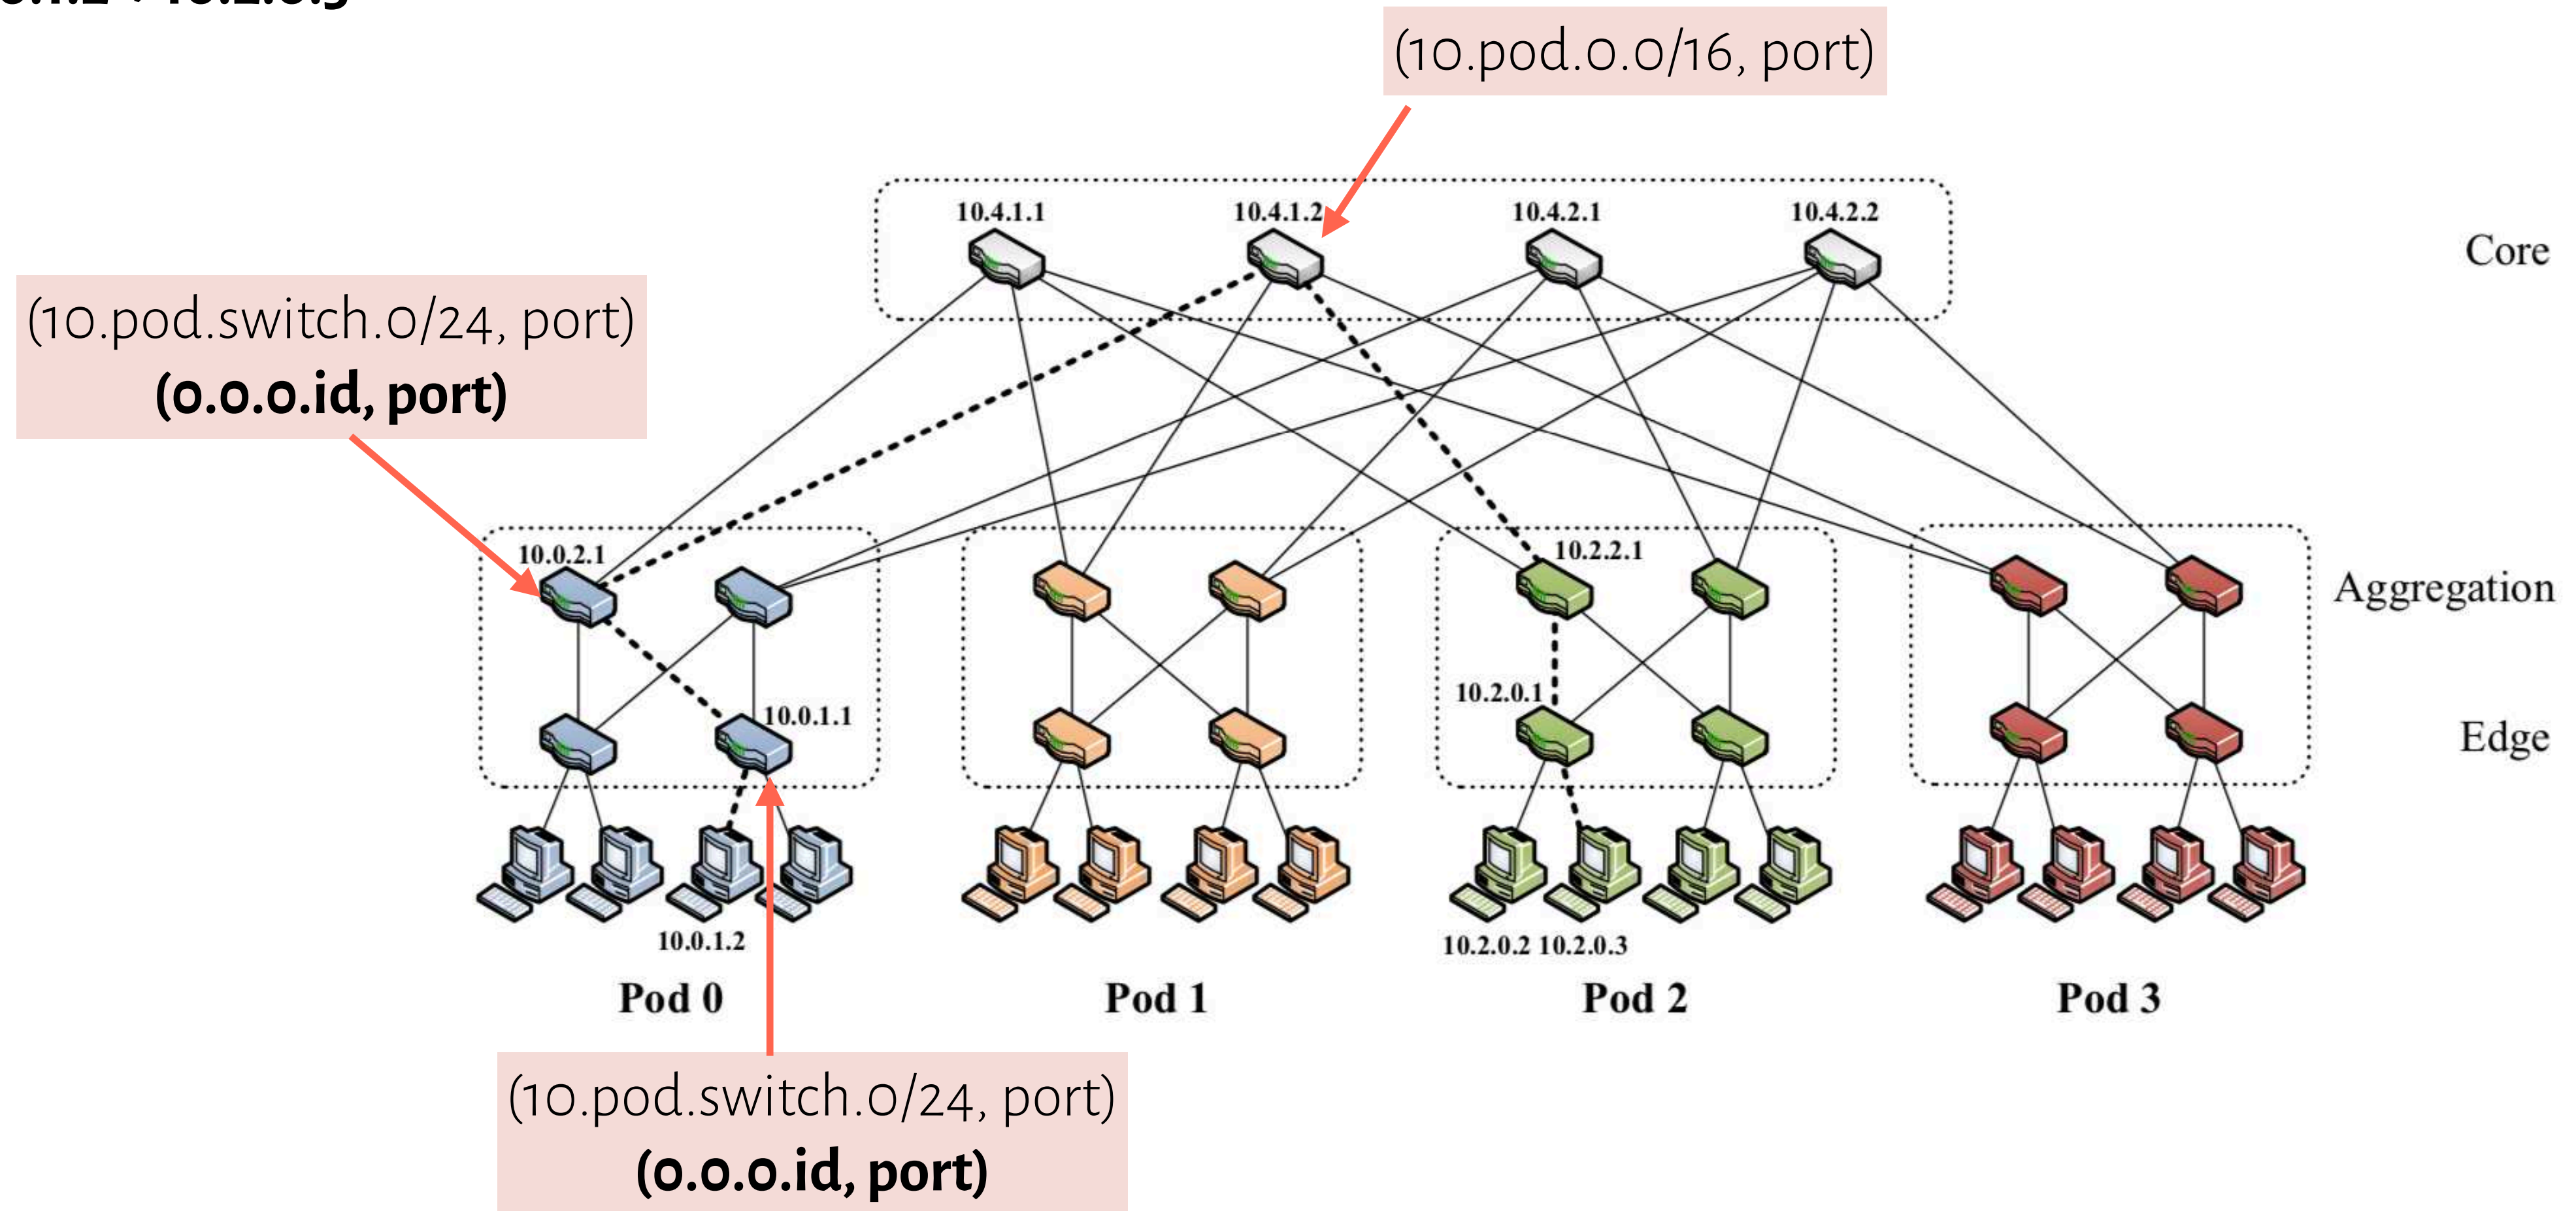 (10.pod.0.0/16, port)
10.4.1.1 10.4.1.2 10.4.2.1 10.4.2.2
Core
(10.pod.switch.0/24, port)
(0.0.0.id, port)
10.0.2.1 10.2.2.1
Aggregation
10.2.0.1
10.0.1.1
Edge
10.0.1.2 10.2.0.2 10.2.0.3
Pod 0 Pod 1 Pod 2 Pod 3
(10.pod.switch.0/24, port)
(0.0.0.id, port)